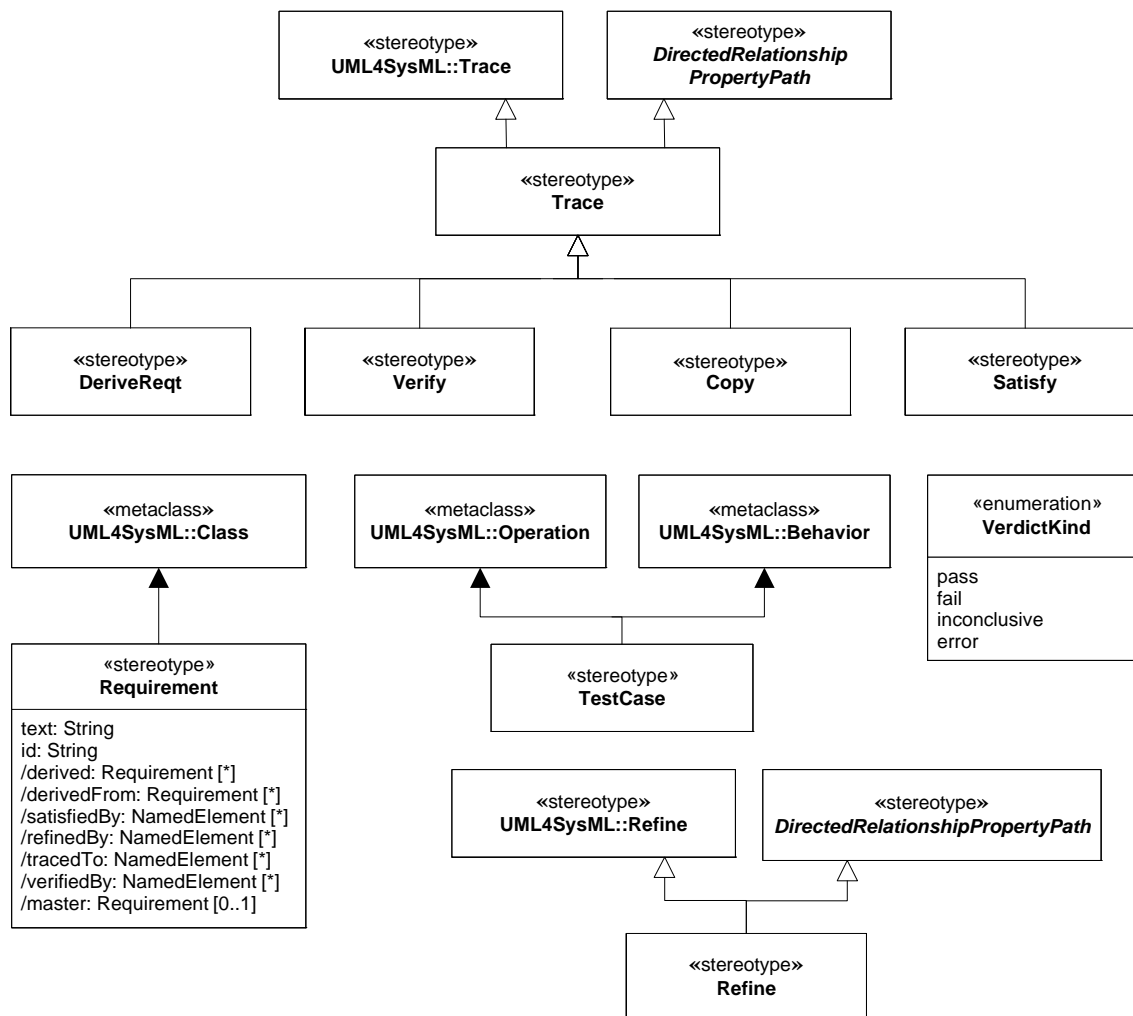 «stereotype»
UML4SysML::Trace
«stereotype»
DirectedRelationship
PropertyPath
«stereotype»
Trace
«stereotype»
DeriveReqt
«stereotype»
Verify
«stereotype»
Copy
«stereotype»
Satisfy
«metaclass»
UML4SysML::Class
«metaclass»
UML4SysML::Operation
«metaclass»
UML4SysML::Behavior
«enumeration»
VerdictKind
pass
fail
inconclusive
error
«stereotype»
Requirement
text: String
id: String
/derived: Requirement [*]
/derivedFrom: Requirement [*]
/satisfiedBy: NamedElement [*]
/refinedBy: NamedElement [*]
/tracedTo: NamedElement [*]
/verifiedBy: NamedElement [*]
/master: Requirement [0..1]
«stereotype»
TestCase
«stereotype»
UML4SysML::Refine
«stereotype»
DirectedRelationshipPropertyPath
«stereotype»
Refine